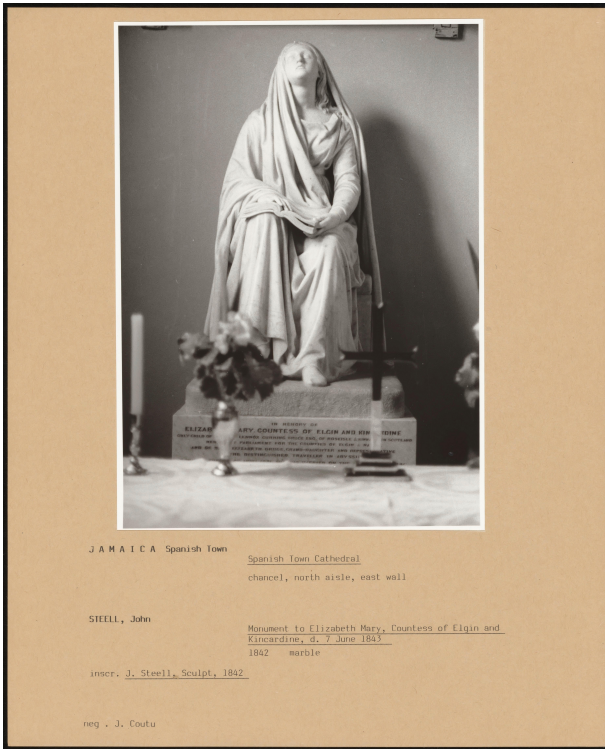 IN MEMORY OF
COUNTESS OF ELGIN AND KINCARDINE
JAMAICA Spanish Town
Spanish Town Cathedral
chancel, north aisle, east wall
STEELL, John
Monument to Elizabeth Mary, Countess of Elgin and
Kincardine, d. 7 June 1843
1842 marble
inscr. J. Steell, Sculpt, 1842
neg . J. Coutu